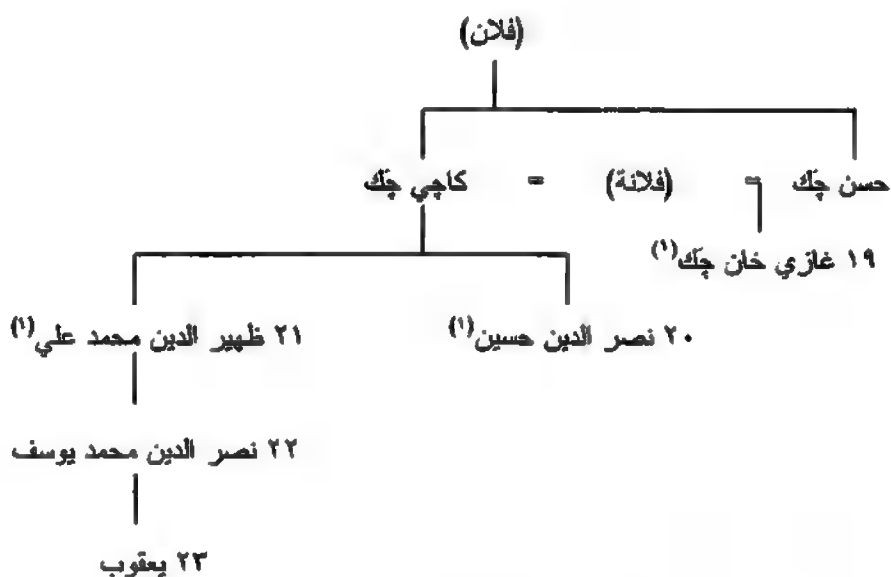 (فلان)
حسن چك = (فلانة) = كاچي چك
١٩ غازي خان چك(١)
٢٠ نصر الدين حسين(١) ٢١ ظهير الدين محمد علي(١)
٢٢ نصر الدين محمد يوسف
٢٣ يعقوب